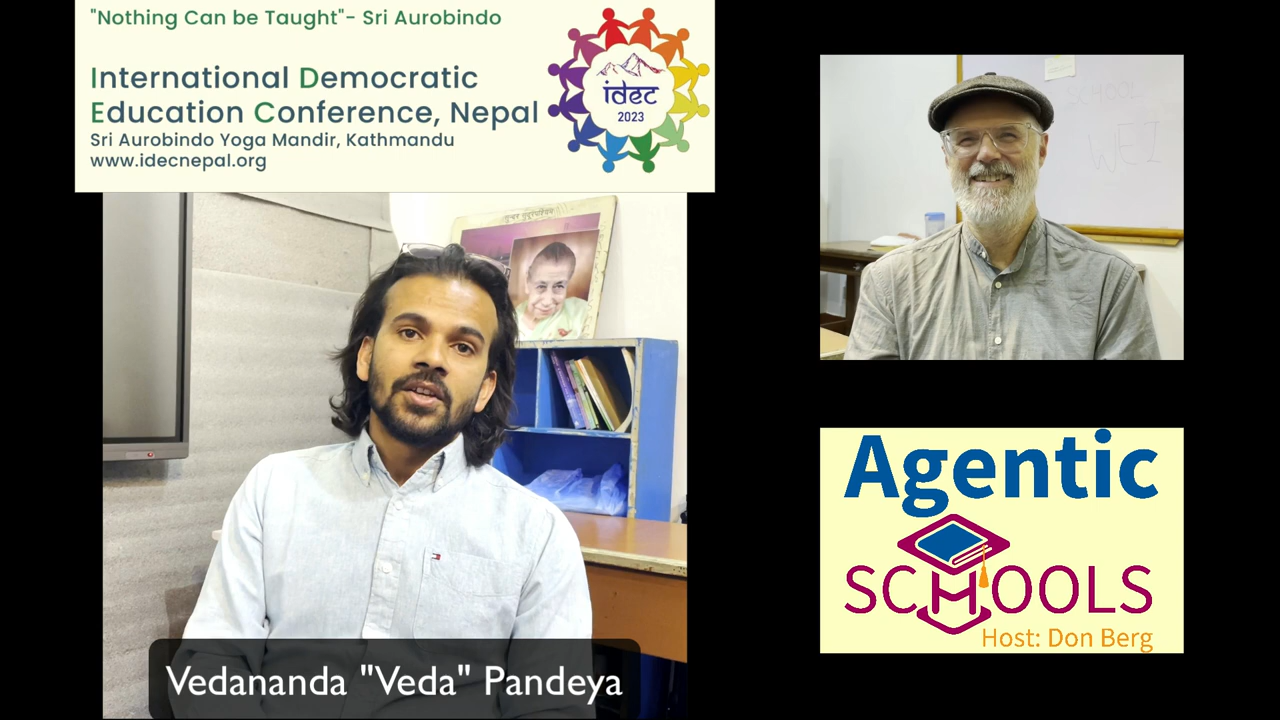 "Nothing Can be Taught"- Sri Aurobindo
International Democratic
Education Conference, Nepal
Sri Aurobindo Yoga Mandir, Kathmandu
www.idecnepal.org
idec
2023
WEZ
Agentic
SCHOOLS
Host: Don Berg
Vedananda "Veda" Pandeya